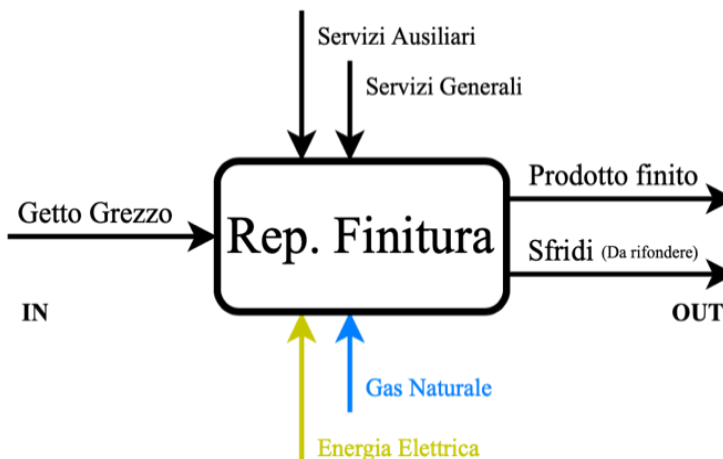 Servizi Ausiliari
Servizi Generali
Getto Grezzo
Rep. Finitura
Prodotto finito
Sfridi (Da rifondere)
IN
OUT
Gas Naturale
Energia Elettrica